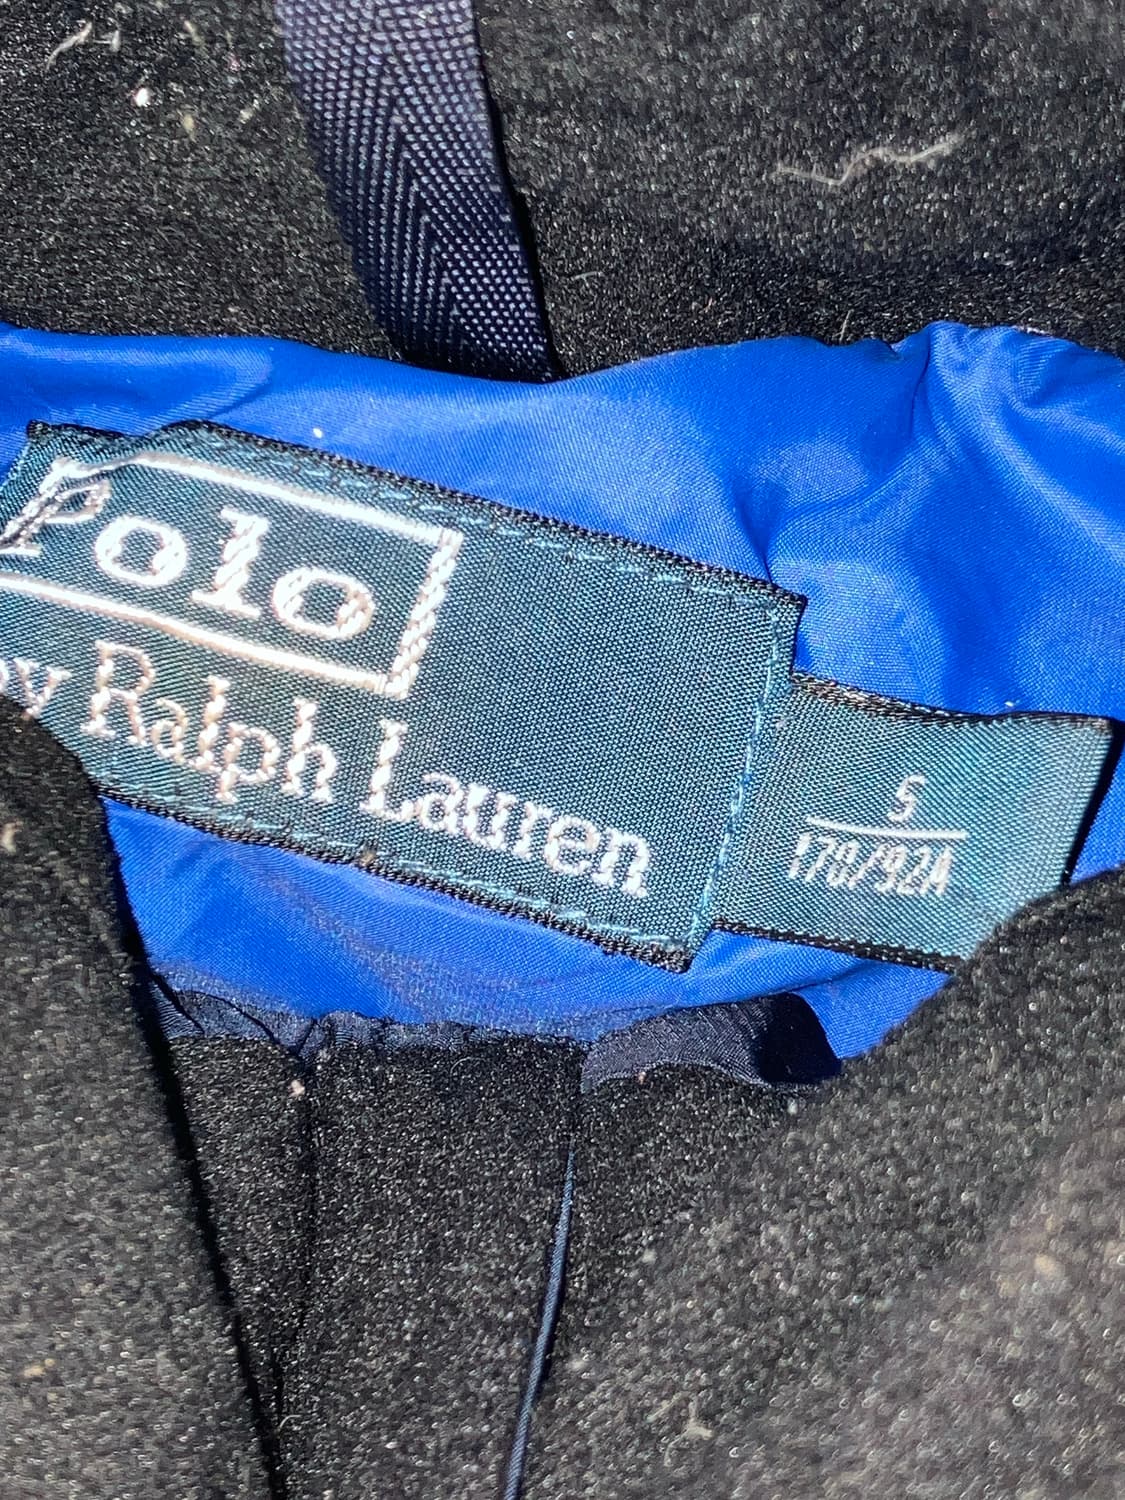 Polo
by Ralph Lauren
S
170/92A